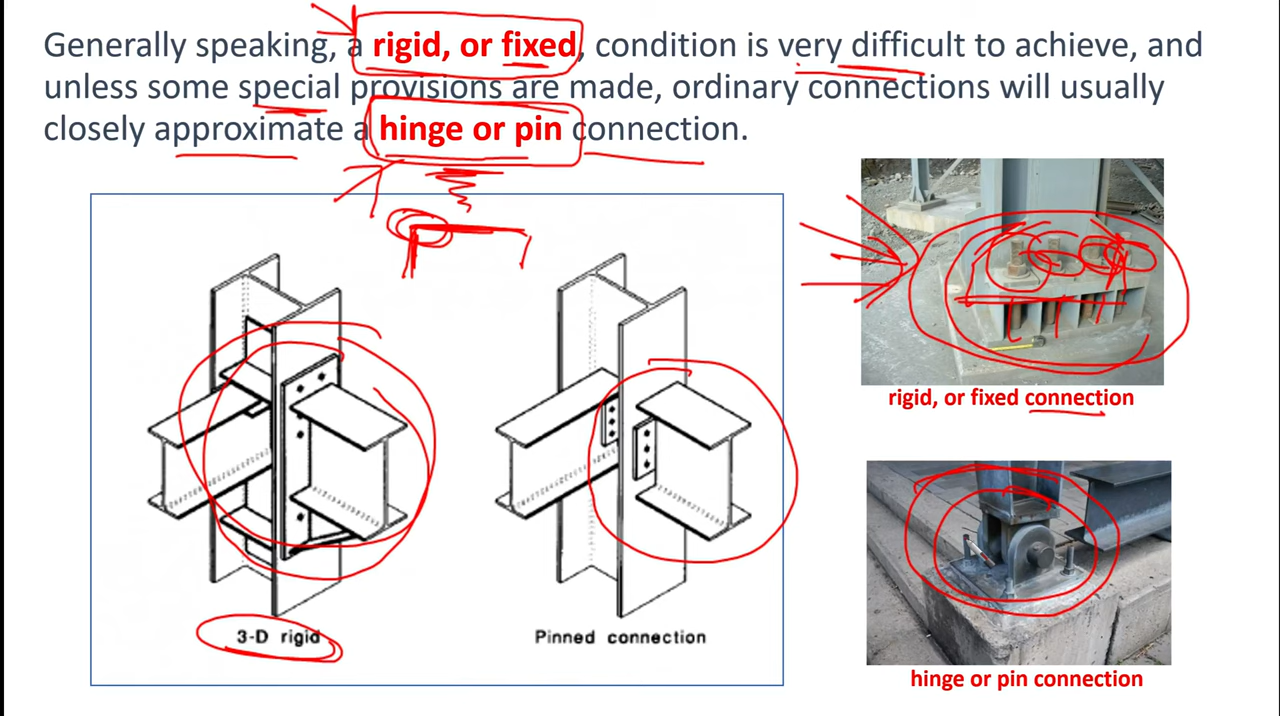 Generally speaking, a rigid, or fixed, condition is very difficult to achieve, and
unless some special provisions are made, ordinary connections will usually
closely approximate a hinge or pin connection.
rigid, or fixed connection
3-D rigid
Pinned connection
hinge or pin connection